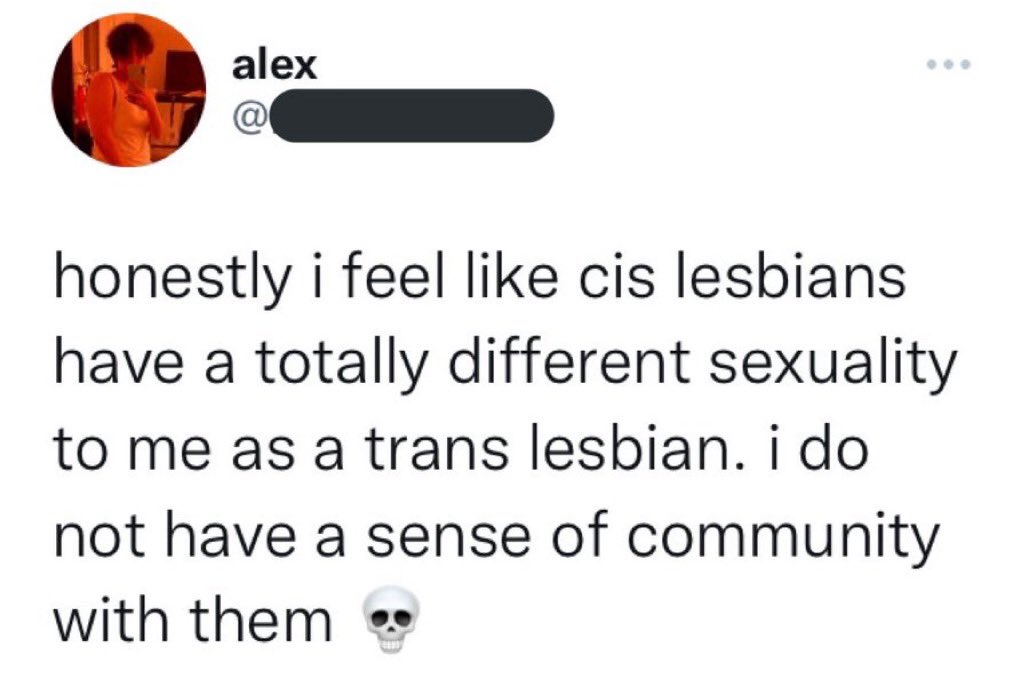 alex
@
honestly i feel like cis lesbians
have a totally different sexuality
to me as a trans lesbian. i do
not have a sense of community
with them 💀